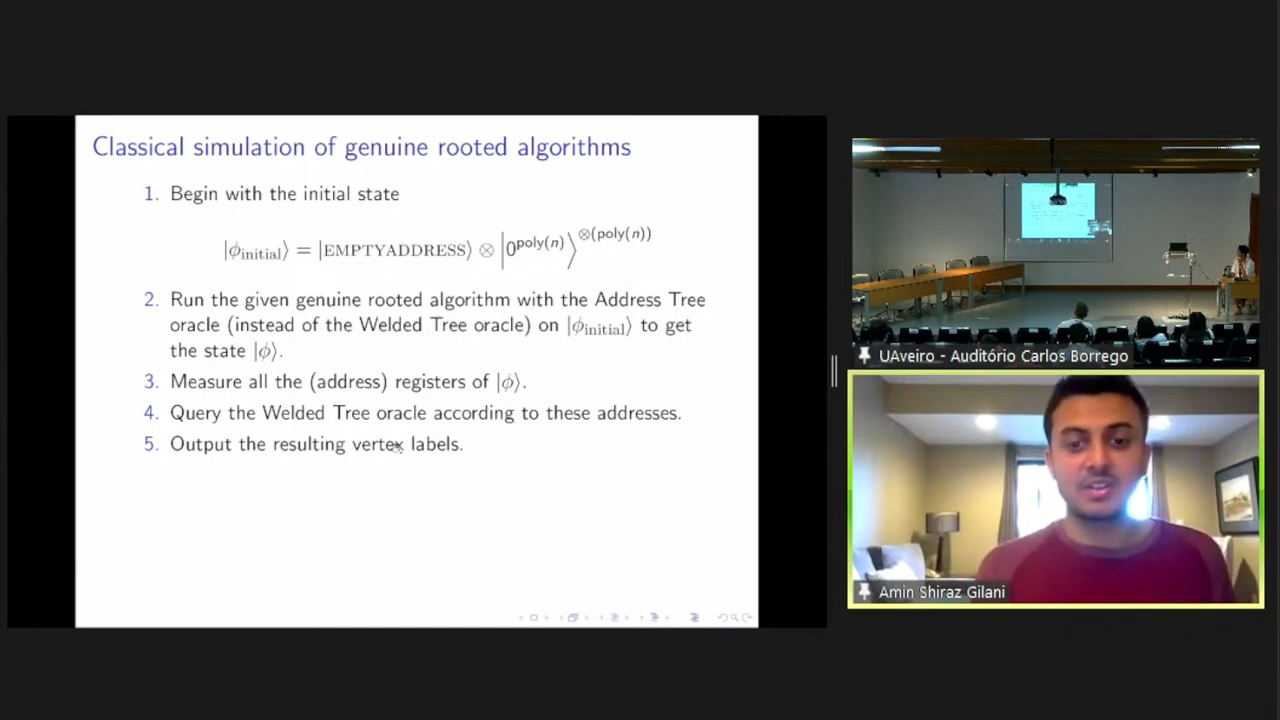 Classical simulation of genuine rooted algorithms
1. Begin with the initial state
|ϕinitial⟩ = |EMPTYADDRESS⟩ ⊗ |0^poly(n)⟩^⊗(poly(n))
2. Run the given genuine rooted algorithm with the Address Tree
oracle (instead of the Welded Tree oracle) on |ϕinitial⟩ to get
the state |ϕ⟩.
3. Measure all the (address) registers of |ϕ⟩.
4. Query the Welded Tree oracle according to these addresses.
5. Output the resulting vertex labels.
UAveiro - Auditório Carlos Borrego
Amin Shiraz Gilani